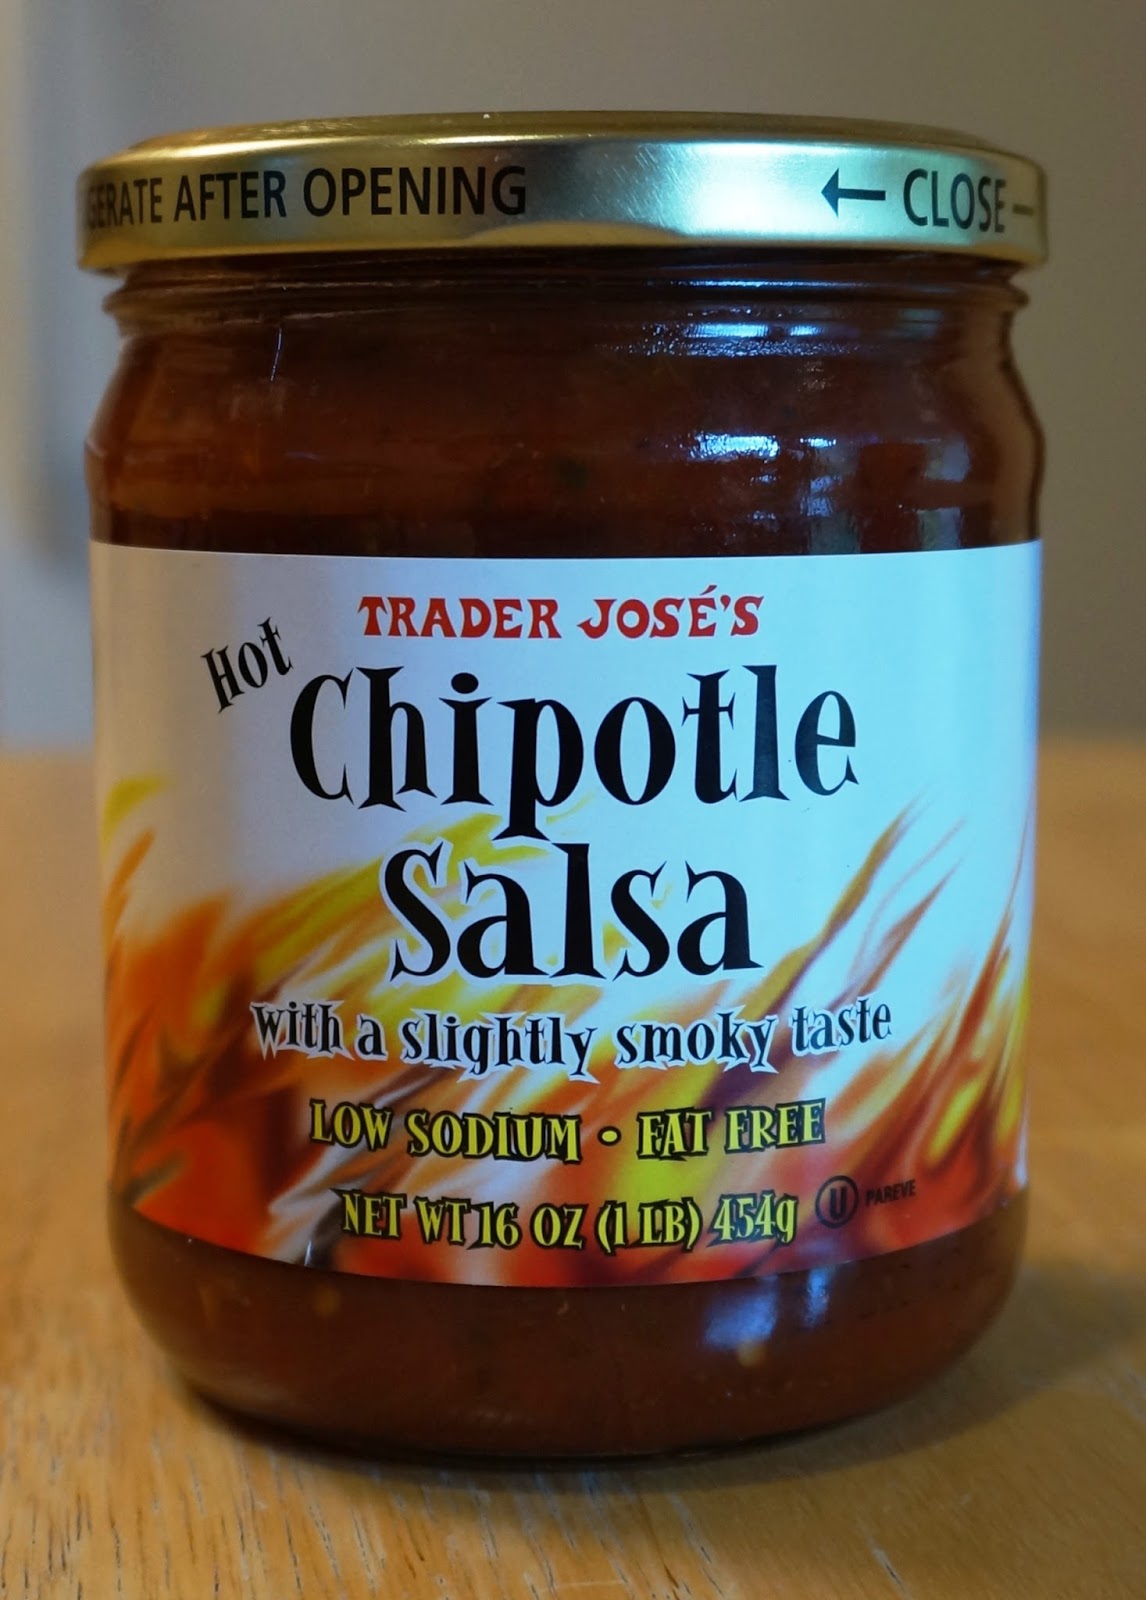 AFTER OPENING ← CLOSE
TRADER JOSÉ'S
Hot
Chipotle
Salsa
with a slightly smoky taste
LOW SODIUM • FAT FREE
NET WT 16 OZ (1 LB) 454g U PAREVE